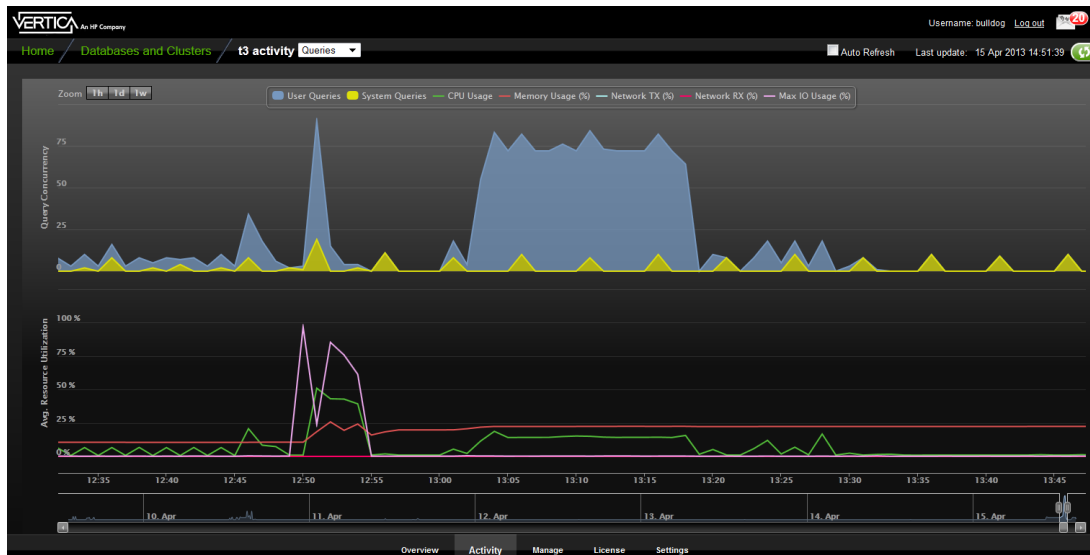 VERTICA An HP Company
Username: bulldog Log out 20
Home Databases and Clusters t3 activity Queries Auto Refresh Last update: 15 Apr 2013 14:51:39
Zoom 1h 1d 1w
User Queries System Queries CPU Usage Memory Usage (%) Network TX (%) Network RX (%) Max IO Usage (%)
Query Concurrency
75
50
25
0
Avg. Resource Utilization
100 %
75 %
50 %
25 %
0 %
12:35 12:40 12:45 12:50 12:55 13:00 13:05 13:10 13:15 13:20 13:25 13:30 13:35 13:40 13:45
10. Apr 11. Apr 12. Apr 13. Apr 14. Apr 15. Apr
Overview Activity Manage License Settings